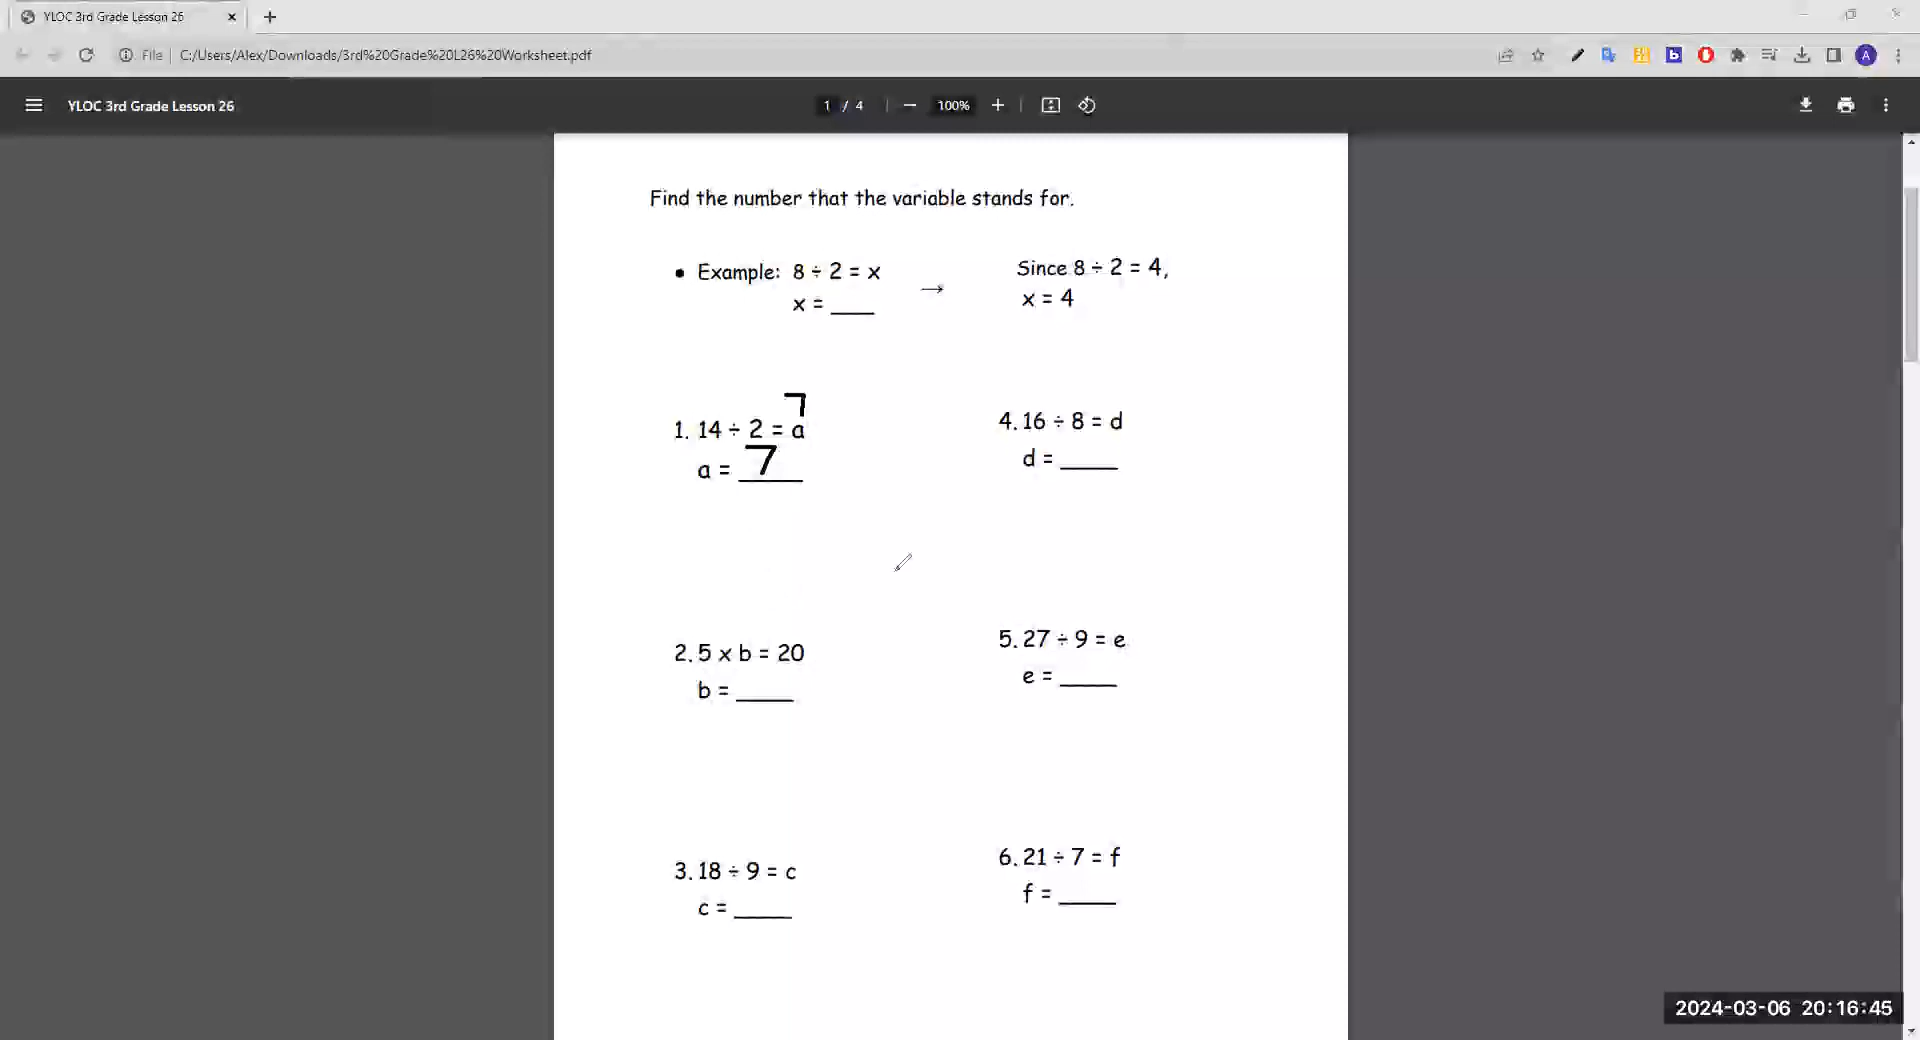 YLOC 3rd Grade Lesson 26
File C:/Users/Alex/Downloads/3rd%20Grade%20L26%20Worksheet.pdf
A
YLOC 3rd Grade Lesson 26
1 / 4
100%
Find the number that the variable stands for.
• Example: 8 ÷ 2 = x → Since 8 ÷ 2 = 4,
x = ____ x = 4
7
1. 14 ÷ 2 = a
a = 7
2. 5 x b = 20
b = ____
3. 18 ÷ 9 = c
c = ____
4. 16 ÷ 8 = d
d = ____
5. 27 ÷ 9 = e
e = ____
6. 21 ÷ 7 = f
f = ____
2024-03-06 20:16:45